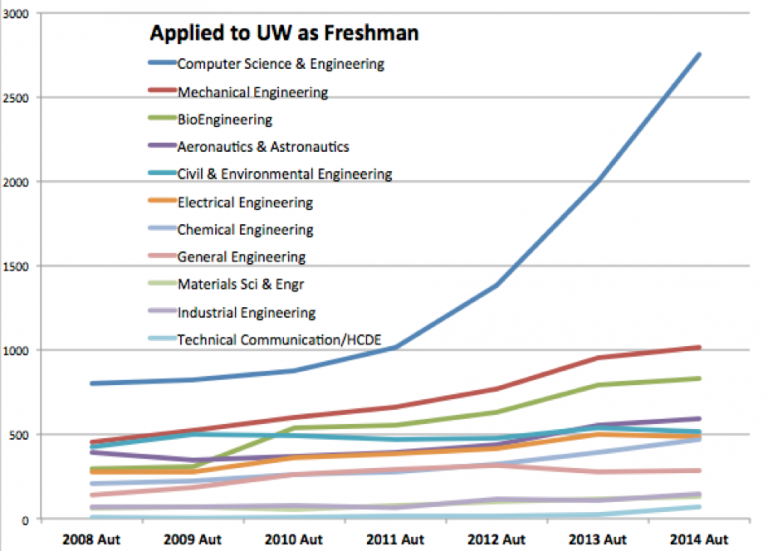 3000
Applied to UW as Freshman
Computer Science & Engineering
2500
Mechanical Engineering
BioEngineering
Aeronautics & Astronautics
Civil & Environmental Engineering
2000
Electrical Engineering
Chemical Engineering
General Engineering
1500
Materials Sci & Engr
Industrial Engineering
Technical Communication/HCDE
1000
500
0
2008 Aut 2009 Aut 2010 Aut 2011 Aut 2012 Aut 2013 Aut 2014 Aut